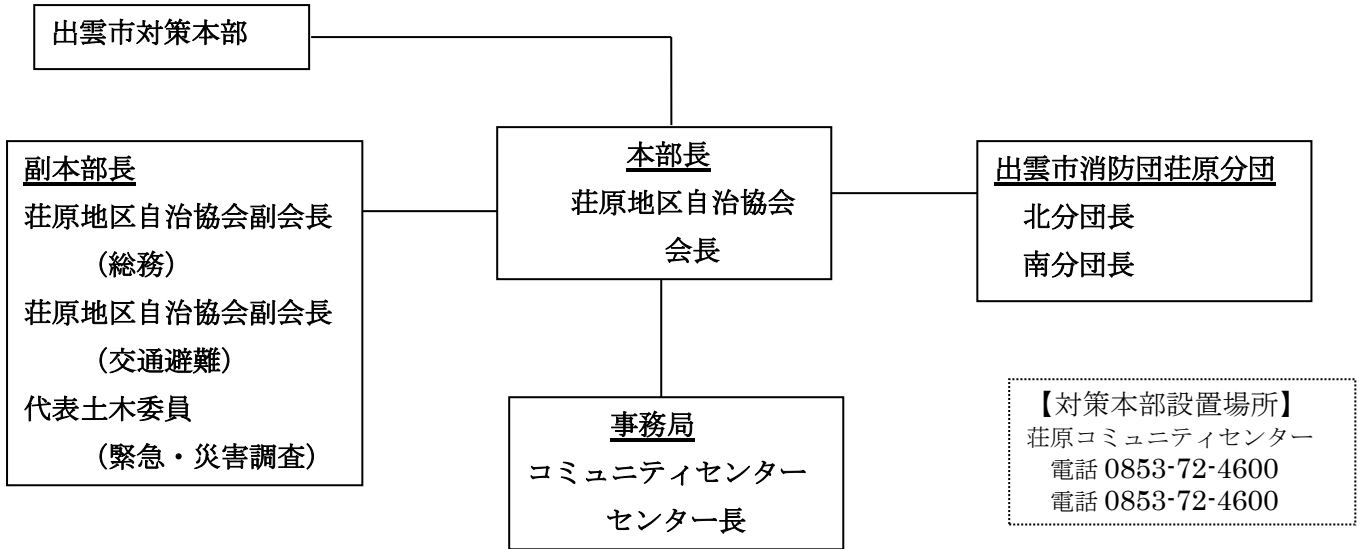 出雲市対策本部
副本部長
荘原地区自治協会副会長
(総務)
荘原地区自治協会副会長
(交通避難)
代表土木委員
(緊急・災害調査)
本部長
荘原地区自治協会
会長
出雲市消防団荘原分団
北分団長
南分団長
事務局
コミュニティセンター
センター長
【対策本部設置場所】
荘原コミュニティセンター
電話 0853-72-4600
電話 0853-72-4600